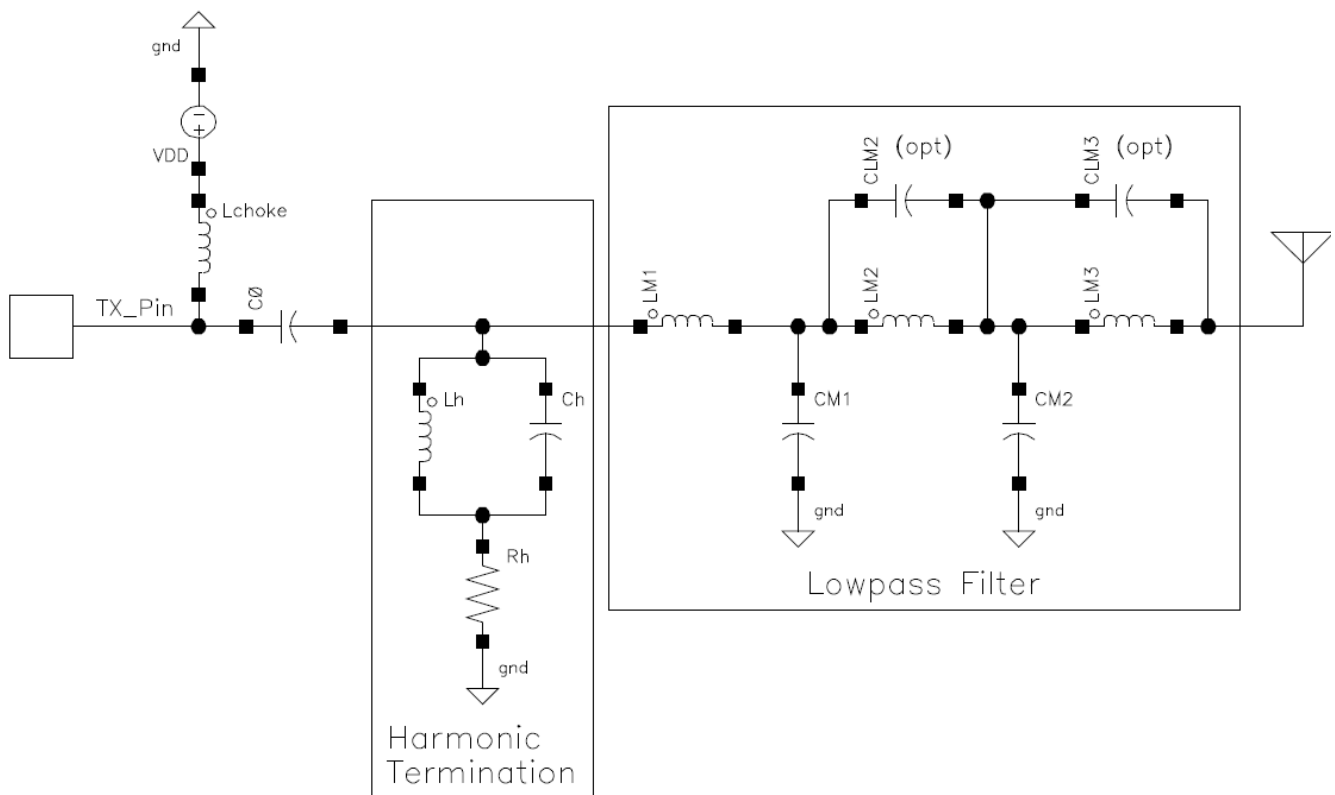 gnd
−
+
VDD
Lchoke
TX_Pin
CØ
Lh
Ch
Rh
gnd
Harmonic
Termination
CLM2 (opt)
CLM3 (opt)
LM1
LM2
LM3
CM1
CM2
gnd
gnd
Lowpass Filter